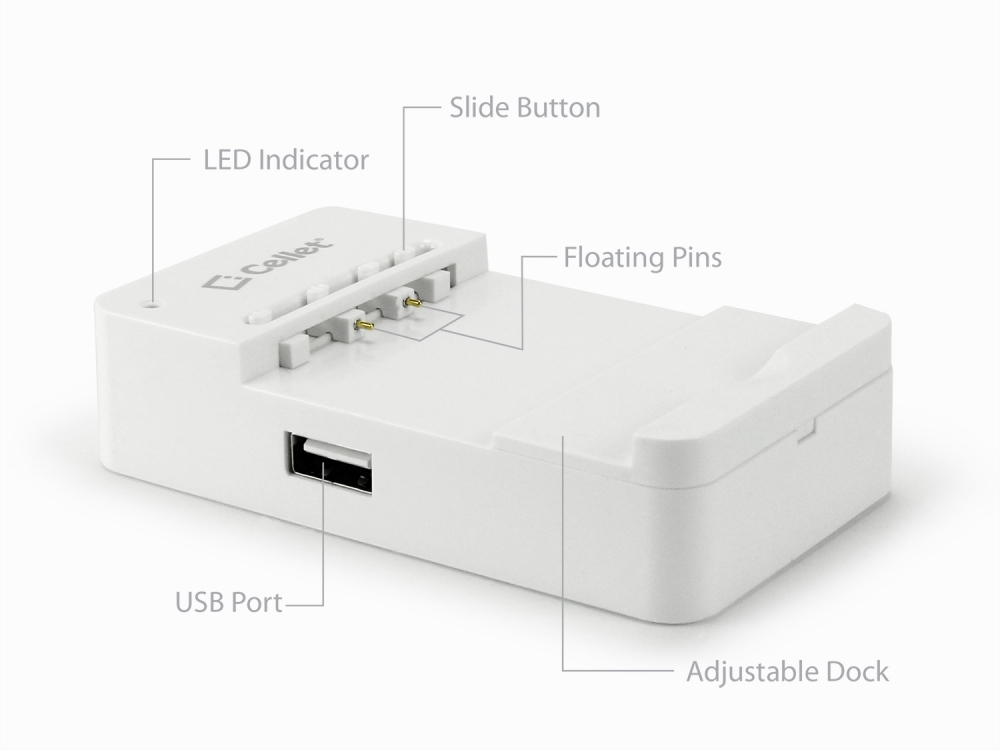 Slide Button
LED Indicator
Cellet®
Floating Pins
USB Port
Adjustable Dock